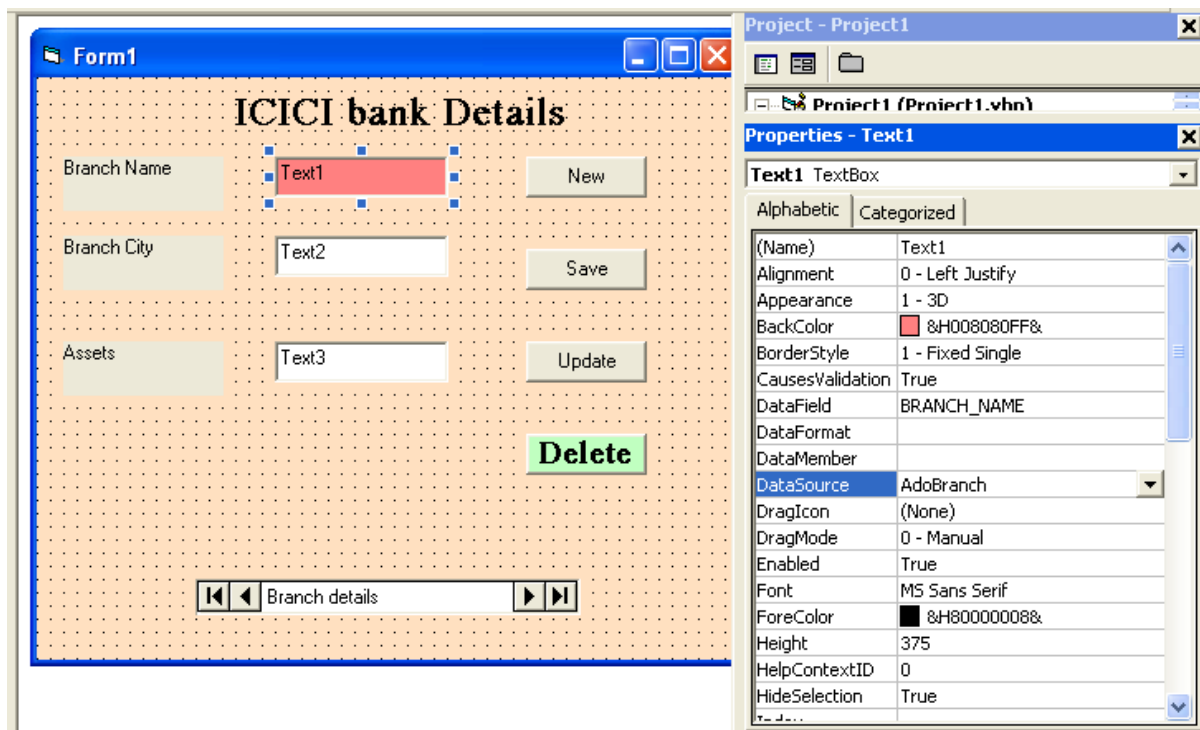 Form1
ICICI bank Details
Branch Name
Text1
New
Branch City
Text2
Save
Assets
Text3
Update
Delete
Branch details
Project - Project1
Project1 (Project1.vbp)
Properties - Text1
Text1 TextBox
Alphabetic Categorized
(Name) Text1
Alignment 0 - Left Justify
Appearance 1 - 3D
BackColor &H008080FF&
BorderStyle 1 - Fixed Single
CausesValidation True
DataField BRANCH_NAME
DataFormat
DataMember
DataSource AdoBranch
DragIcon (None)
DragMode 0 - Manual
Enabled True
Font MS Sans Serif
ForeColor &H80000008&
Height 375
HelpContextID 0
HideSelection True